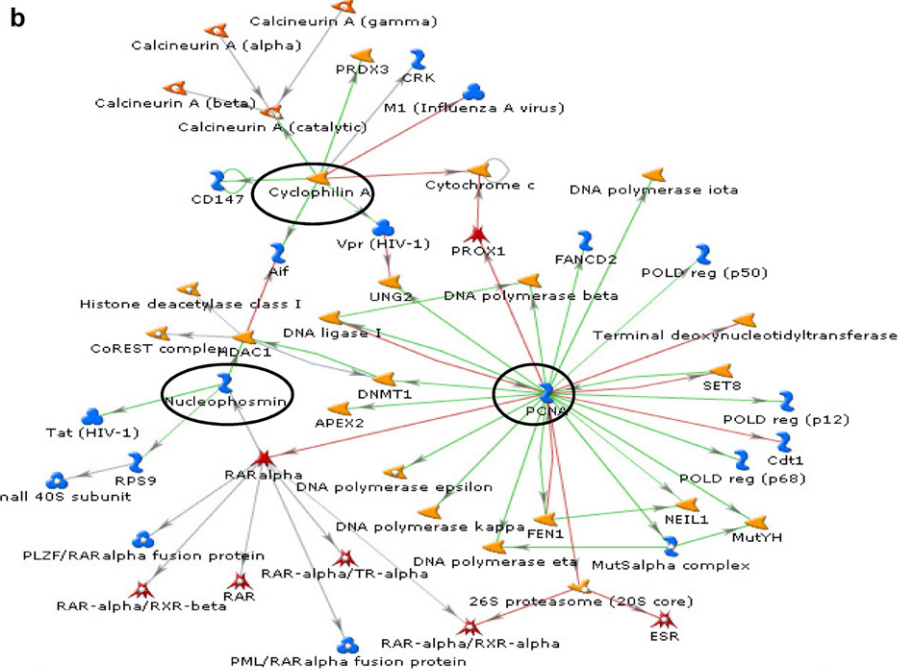 b
Calcineurin A (gamma)
Calcineurin A (alpha)
PRDX3
CRK
Calcineurin A (beta)
M1 (Influenza A virus)
Calcineurin A (catalytic)
Cytochrome c
DNA polymerase iota
CD147
Cyclophilin A
Vpr (HIV-1)
PROX1
FANCD2
Aif
POLD reg (p50)
UNG2
DNA polymerase beta
Histone deacetylase class I
DNA ligase I
Terminal deoxynucleotidyltransferase
CoREST complex
HDAC1
SET8
Nucleophosmin
DNMT1
PCNA
APEX2
POLD reg (p12)
Tat (HIV-1)
Cdt1
RPS9
RARalpha
POLD reg (p68)
DNA polymerase epsilon
mall 40S subunit
DNA polymerase kappa
FEN1
NEIL1
MutYH
PLZF/RARalpha fusion protein
DNA polymerase eta
MutSalpha complex
RAR-alpha/TR-alpha
RAR-alpha/RXR-beta
RAR
26S proteasome (20S core)
RAR-alpha/RXR-alpha
ESR
PML/RARalpha fusion protein